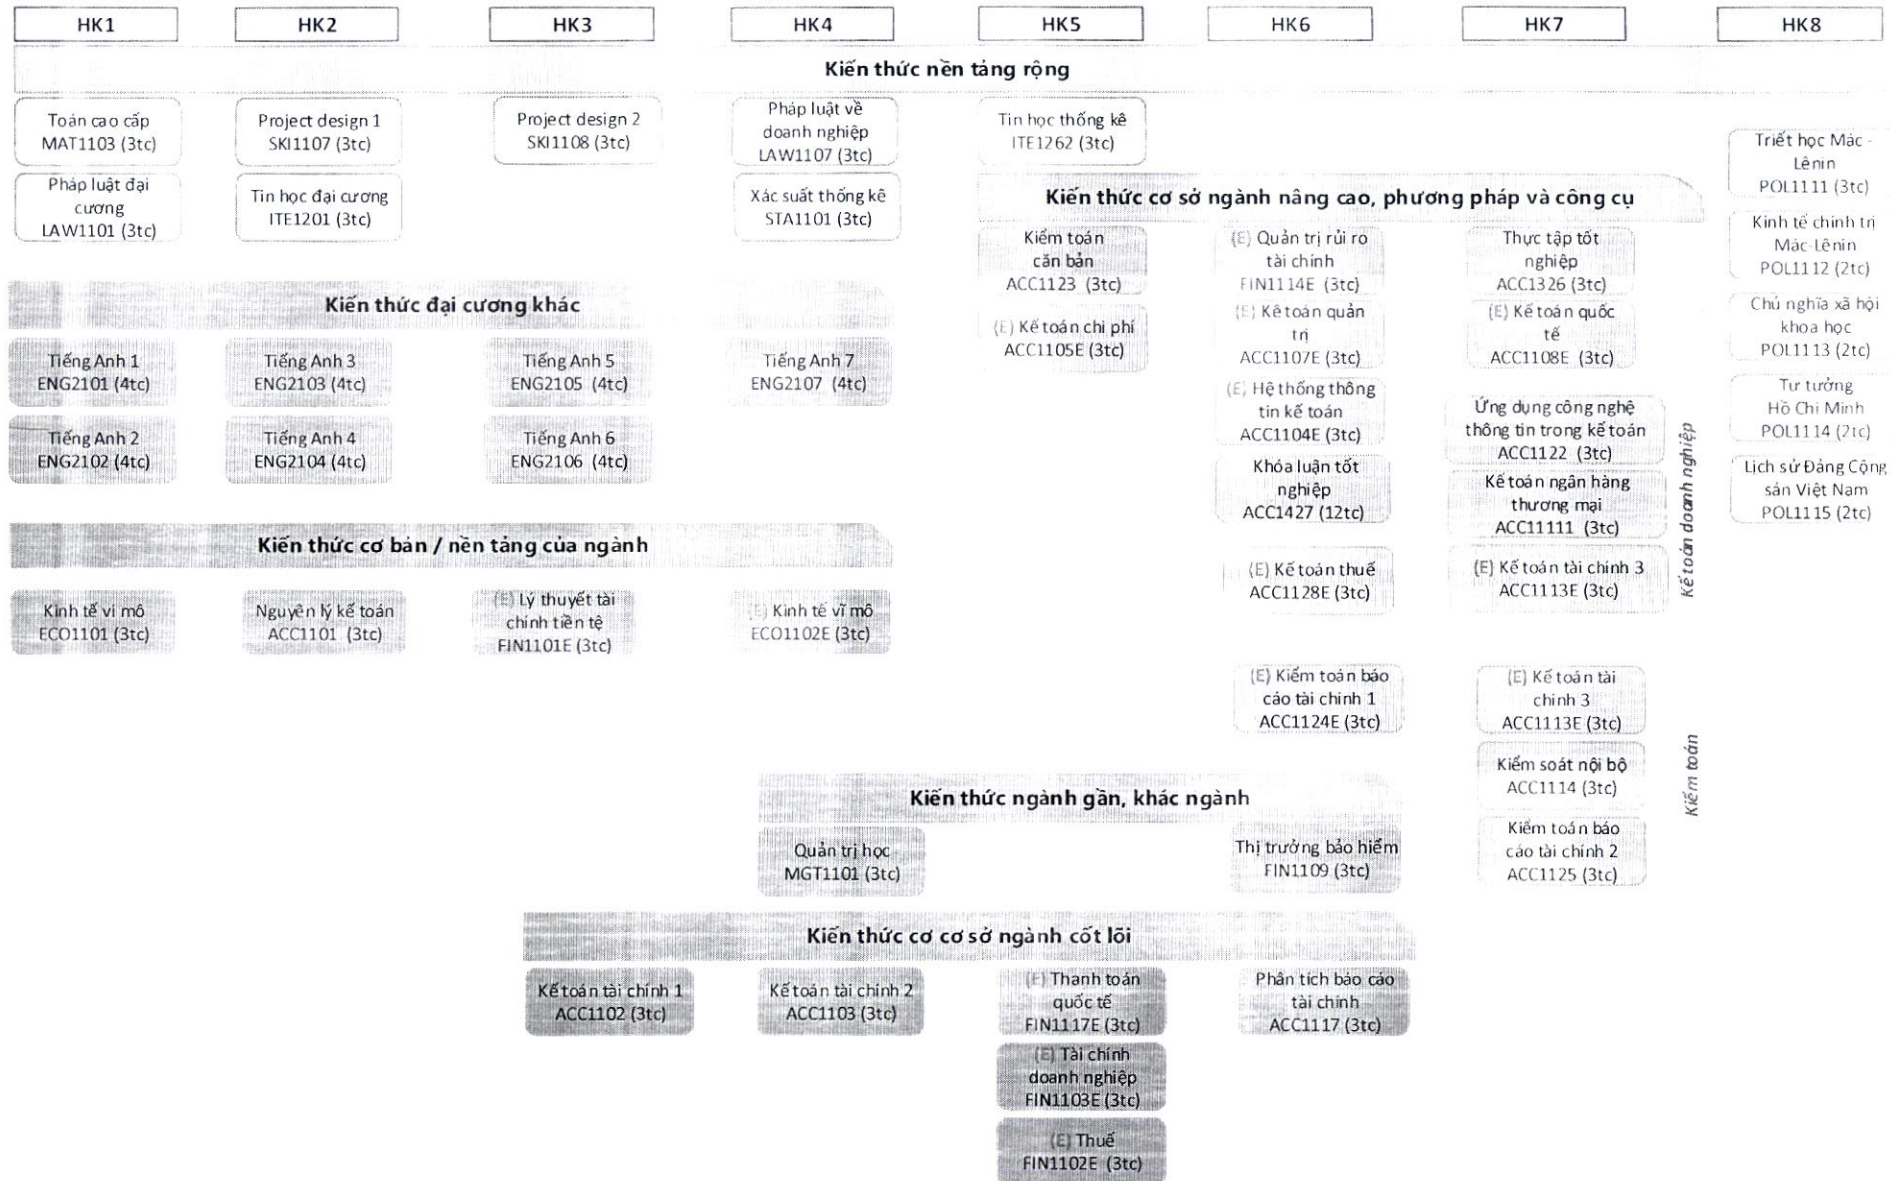 HK1
HK2
HK3
HK4
HK5
HK6
HK7
HK8
Kiến thức nền tảng rộng
Toán cao cấp
MAT1103 (3tc)
Pháp luật đại
cương
LAW1101 (3tc)
Project design 1
SKI1107 (3tc)
Tin học đại cương
ITE1201 (3tc)
Project design 2
SKI1108 (3tc)
Pháp luật về
doanh nghiệp
LAW1107 (3tc)
Xác suất thống kê
STA1101 (3tc)
Tin học thống kê
ITE1262 (3tc)
Triết học Mác -
Lênin
POL1111 (3tc)
Kinh tế chính trị
Mác-Lênin
POL1112 (2tc)
Chủ nghĩa xã hội
khoa học
POL1113 (2tc)
Tư tưởng
Hồ Chí Minh
POL1114 (2tc)
Lịch sử Đảng Cộng
sản Việt Nam
POL1115 (2tc)
Kiến thức cơ sở ngành nâng cao, phương pháp và công cụ
Kiểm toán
căn bản
ACC1123 (3tc)
(E) Kế toán chi phí
ACC1105E (3tc)
(E) Quản trị rủi ro
tài chính
FIN1114E (3tc)
(E) Kế toán quản
trị
ACC1107E (3tc)
(E) Hệ thống thông
tin kế toán
ACC1104E (3tc)
Khóa luận tốt
nghiệp
ACC1427 (12tc)
(E) Kế toán thuế
ACC1128E (3tc)
(E) Kiểm toán báo
cáo tài chính 1
ACC1124E (3tc)
Thực tập tốt
nghiệp
ACC1326 (3tc)
(E) Kế toán quốc
tế
ACC1108E (3tc)
Ứng dụng công nghệ
thông tin trong kế toán
ACC1122 (3tc)
Kế toán ngân hàng
thương mại
ACC11111 (3tc)
(E) Kế toán tài chính 3
ACC1113E (3tc)
Kế toán doanh nghiệp
(E) Kế toán tài
chính 3
ACC1113E (3tc)
Kiểm soát nội bộ
ACC1114 (3tc)
Kiểm toán báo
cáo tài chính 2
ACC1125 (3tc)
Kiểm toán
Kiến thức đại cương khác
Tiếng Anh 1
ENG2101 (4tc)
Tiếng Anh 2
ENG2102 (4tc)
Tiếng Anh 3
ENG2103 (4tc)
Tiếng Anh 4
ENG2104 (4tc)
Tiếng Anh 5
ENG2105 (4tc)
Tiếng Anh 6
ENG2106 (4tc)
Tiếng Anh 7
ENG2107 (4tc)
Kiến thức cơ bản / nền tảng của ngành
Kinh tế vi mô
ECO1101 (3tc)
Nguyên lý kế toán
ACC1101 (3tc)
(E) Lý thuyết tài
chính tiền tệ
FIN1101E (3tc)
(E) Kinh tế vĩ mô
ECO1102E (3tc)
Kiến thức ngành gần, khác ngành
Quản trị học
MGT1101 (3tc)
Thị trường bảo hiểm
FIN1109 (3tc)
Kiến thức cơ cơ sở ngành cốt lõi
Kế toán tài chính 1
ACC1102 (3tc)
Kế toán tài chính 2
ACC1103 (3tc)
(E) Thanh toán
quốc tế
FIN1117E (3tc)
(E) Tài chính
doanh nghiệp
FIN1103E (3tc)
(E) Thuế
FIN1102E (3tc)
Phân tích báo cáo
tài chính
ACC1117 (3tc)